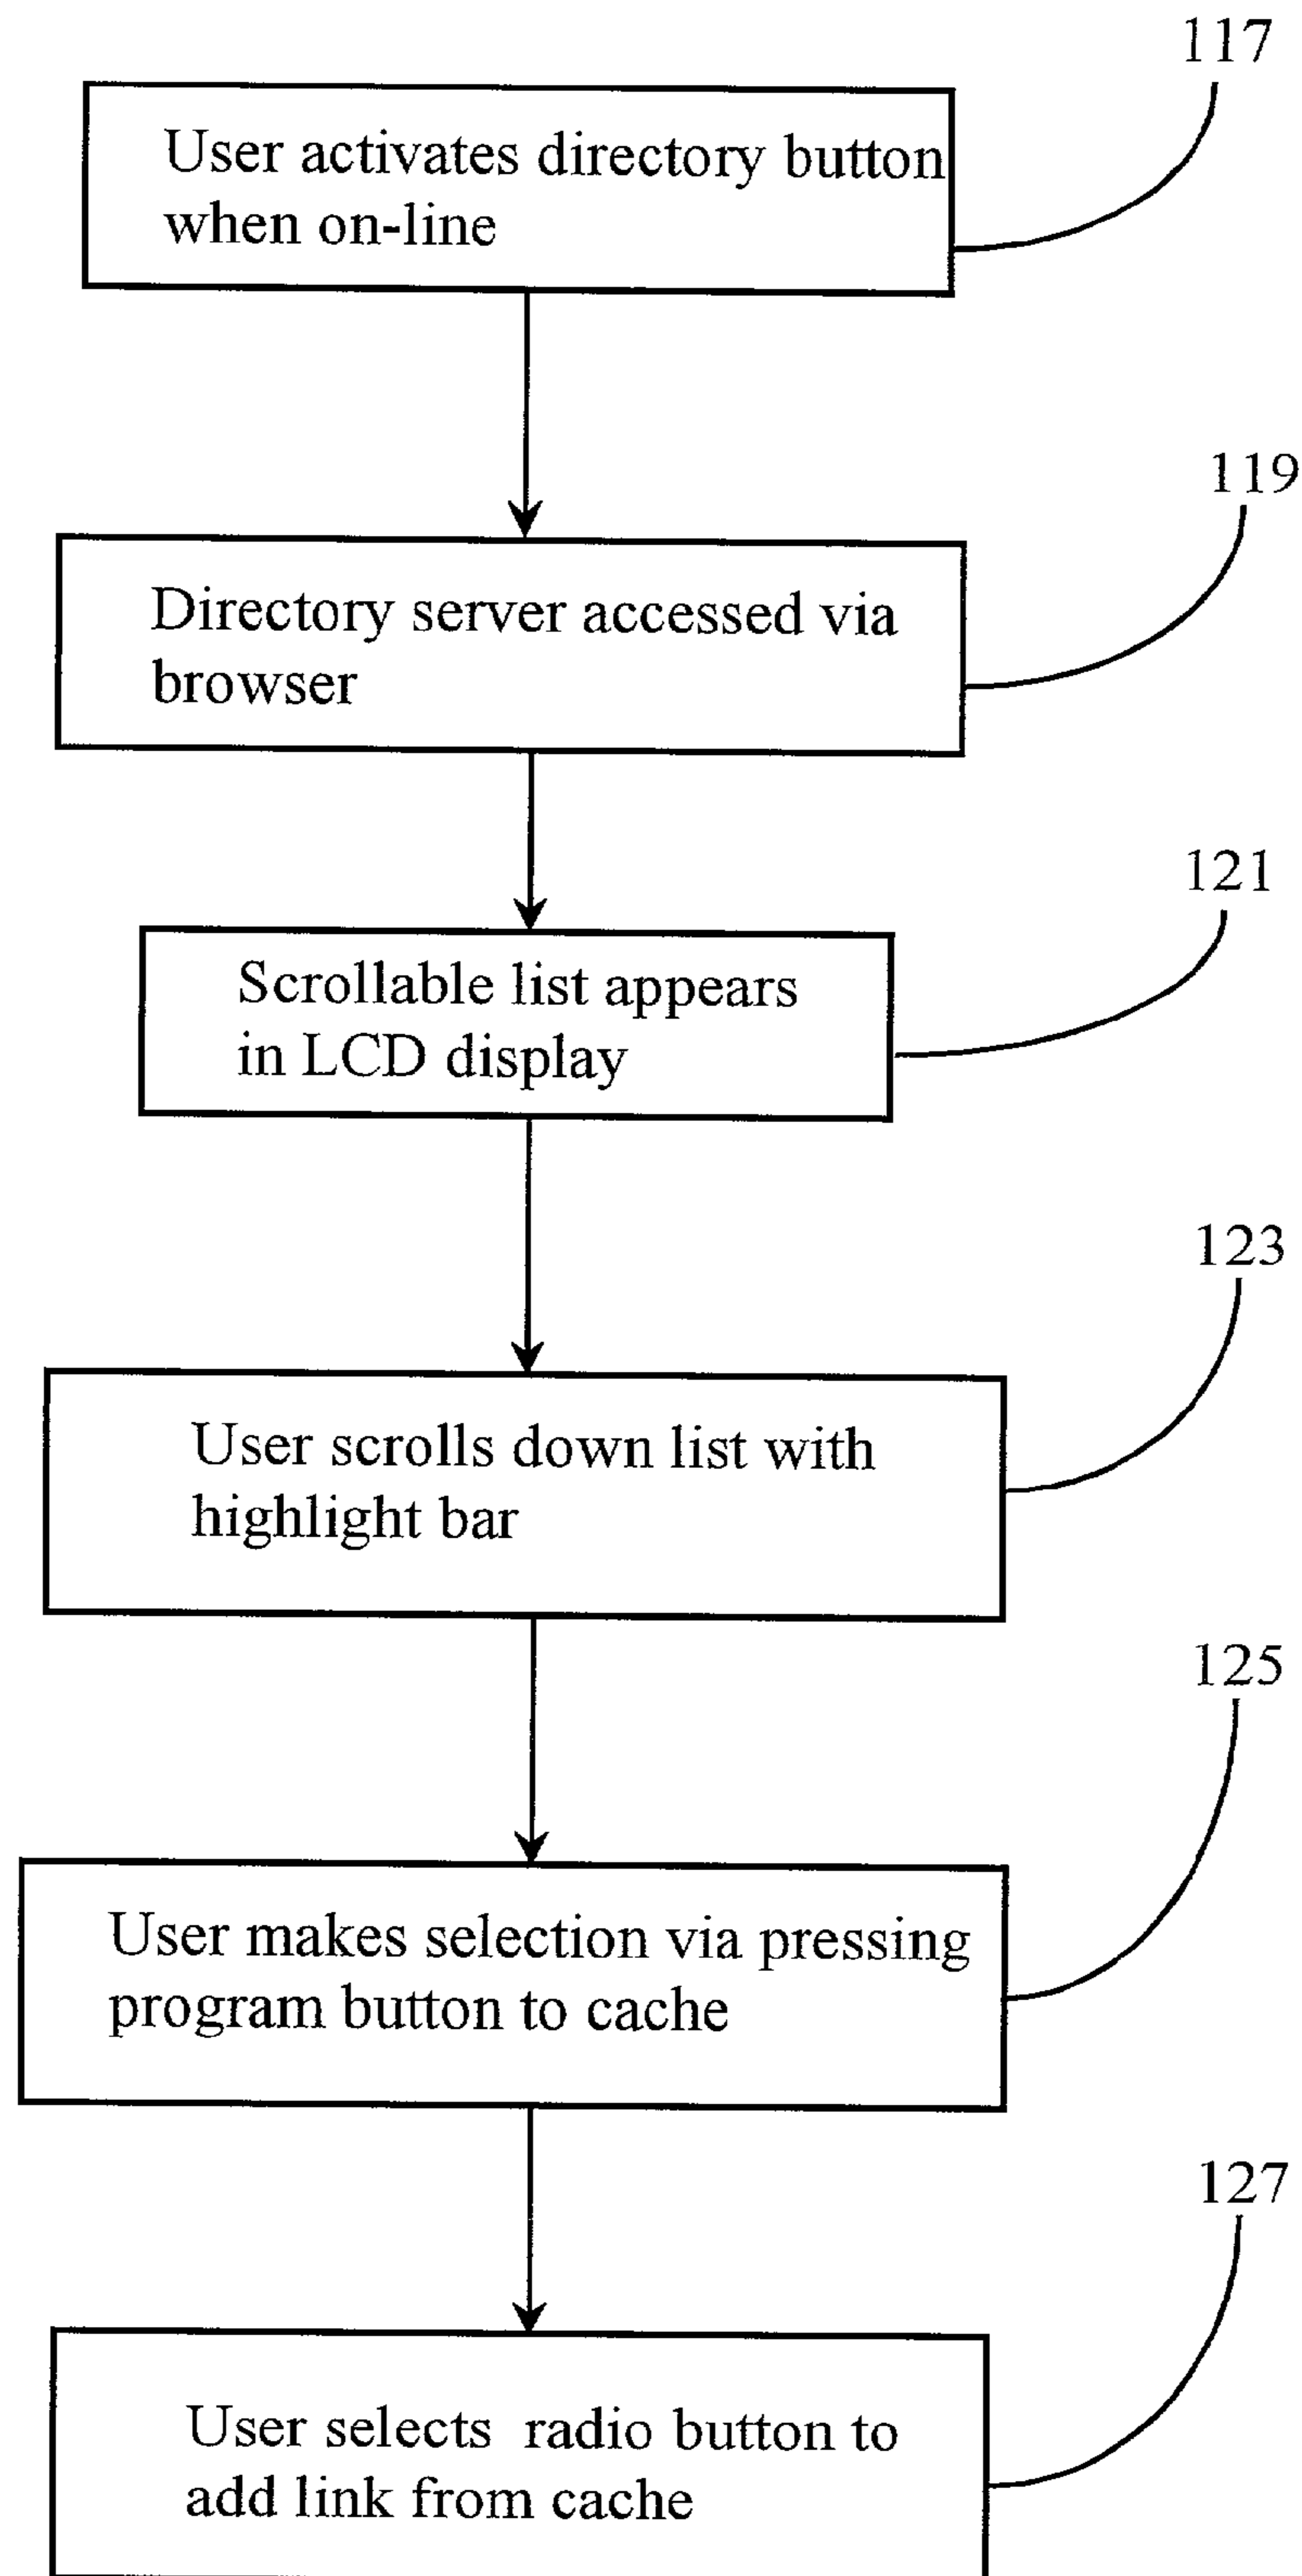 117
User activates directory button
when on-line
119
Directory server accessed via
browser
121
Scrollable list appears
in LCD display
123
User scrolls down list with
highlight bar
125
User makes selection via pressing
program button to cache
127
User selects radio button to
add link from cache